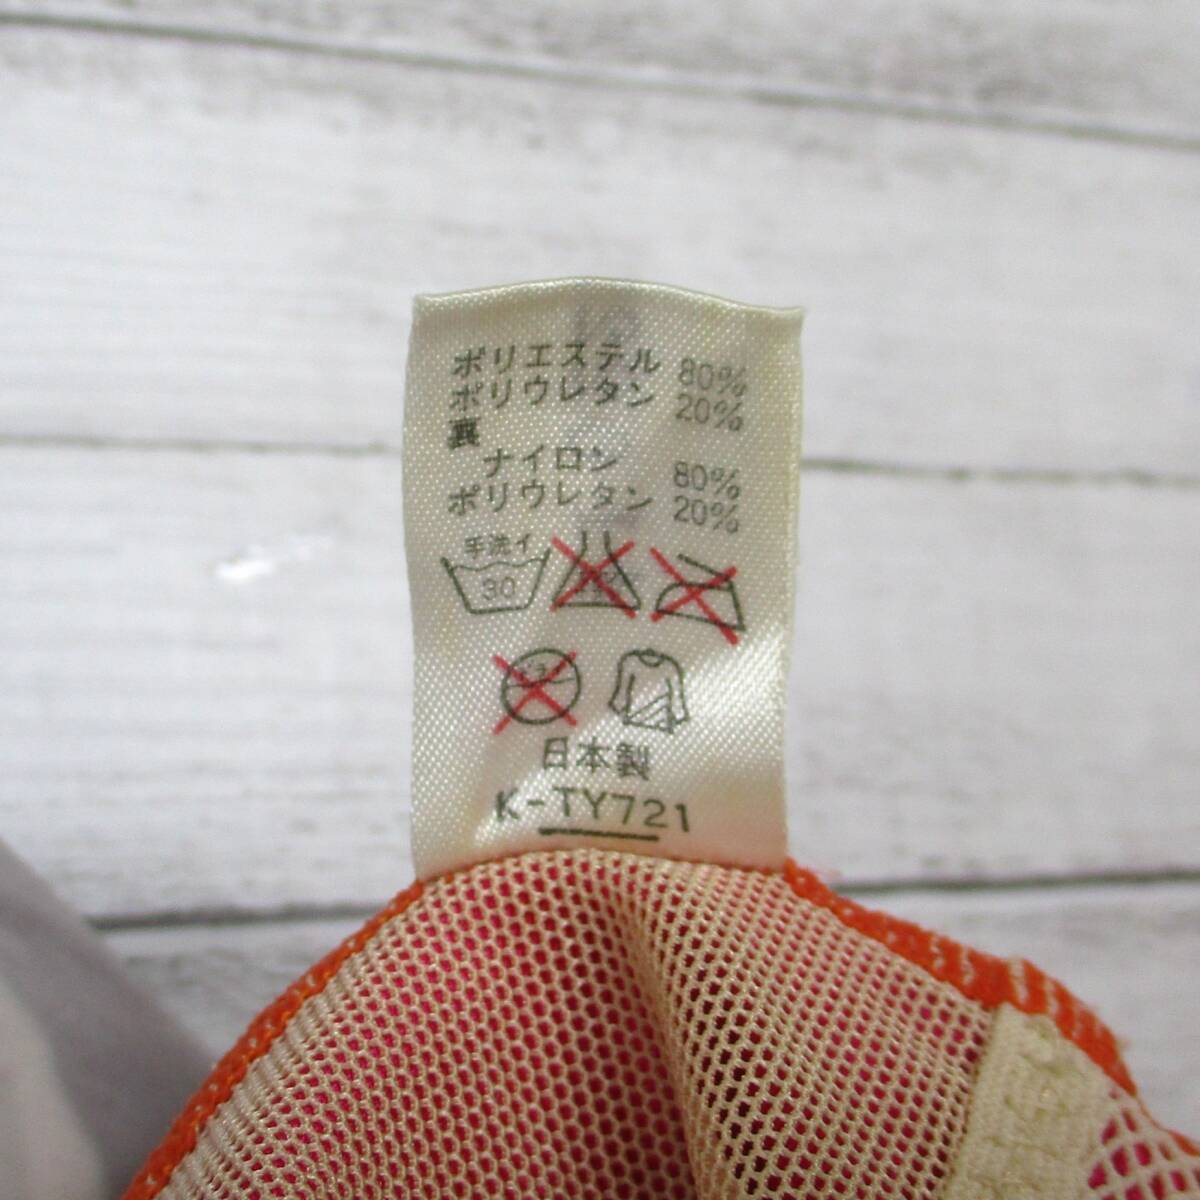 ポリエステル 80%
ポリウレタン 20%
裏
ナイロン 80%
ポリウレタン 20%
手洗イ
30
日本製
K-TY721